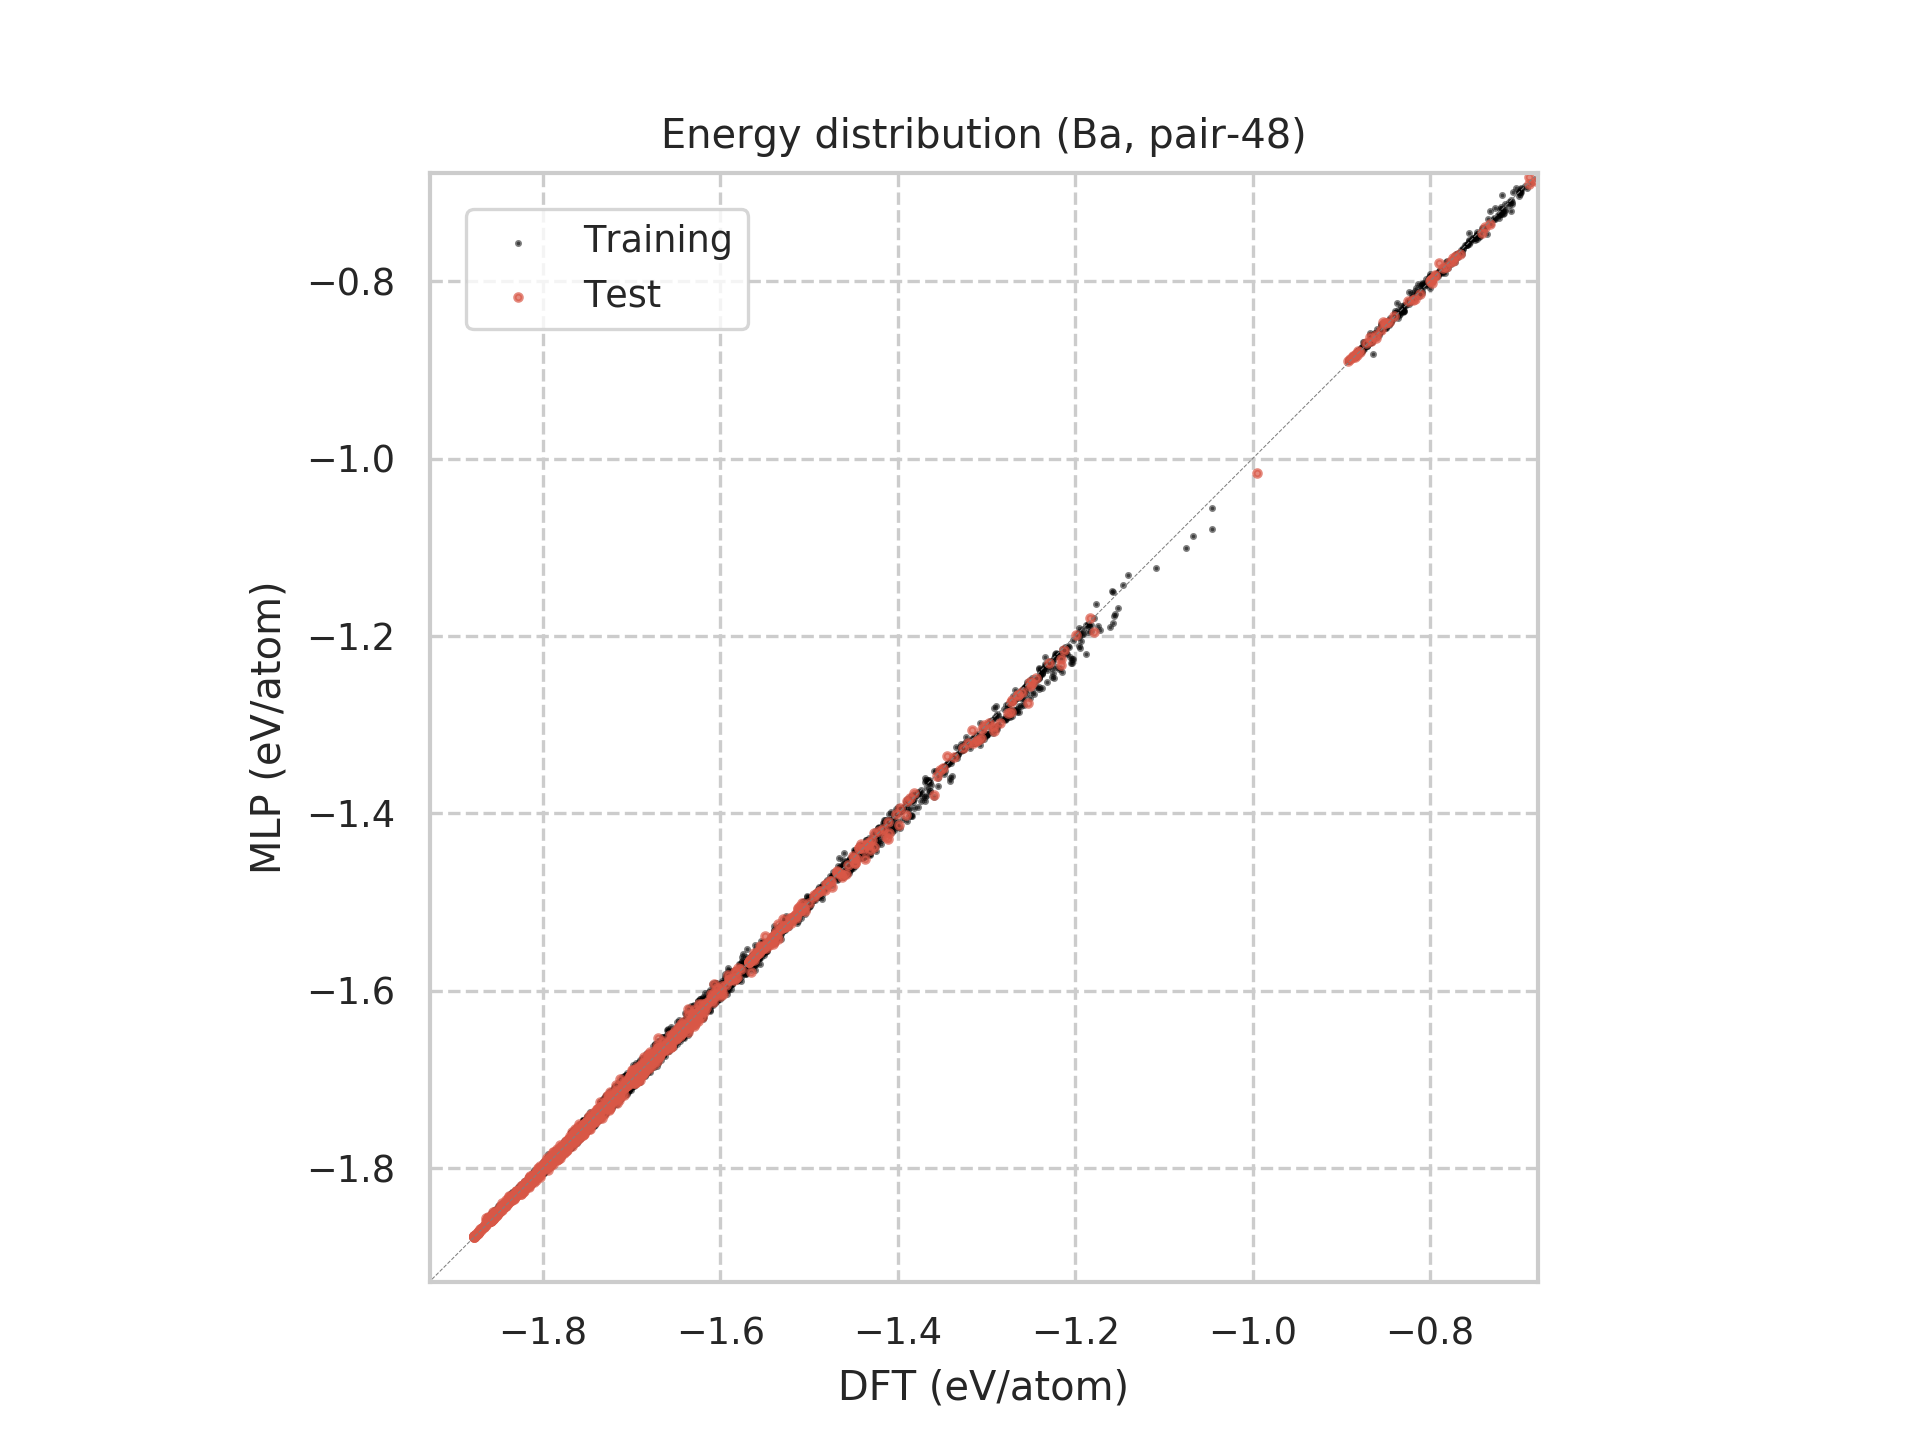 Energy distribution (Ba, pair-48)
Training
Test
−0.8
−1.0
−1.2
−1.4
−1.6
−1.8
MLP (eV/atom)
−1.8 −1.6 −1.4 −1.2 −1.0 −0.8
DFT (eV/atom)